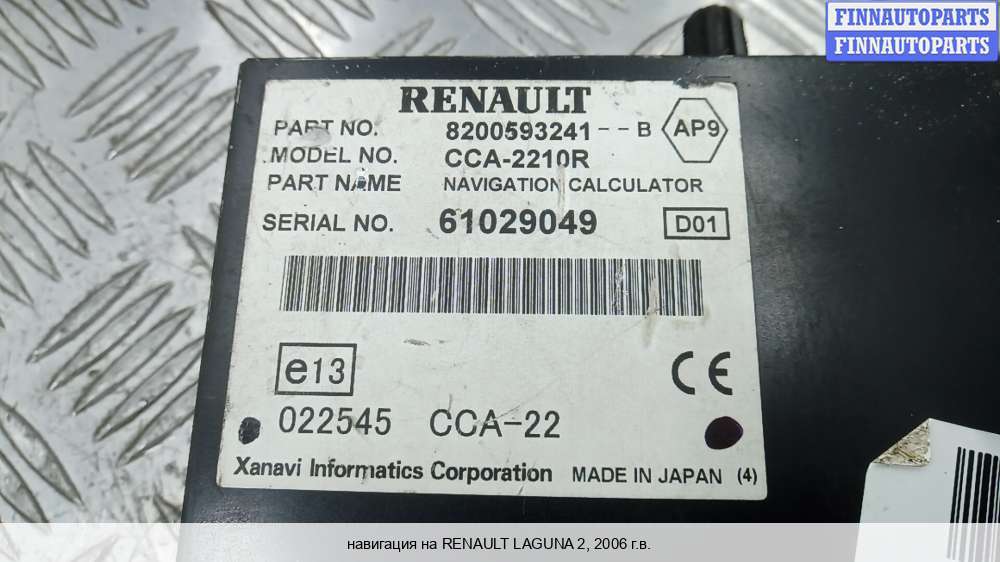 FINNAUTOPARTS
FINNAUTOPARTS
RENAULT
PART NO. 8200593241--B AP9
MODEL NO. CCA-2210R
PART NAME NAVIGATION CALCULATOR
SERIAL NO. 61029049 D01
e13 CE
022545 CCA-22
Xanavi Informatics Corporation MADE IN JAPAN (4)
навигация на RENAULT LAGUNA 2, 2006 г.в.